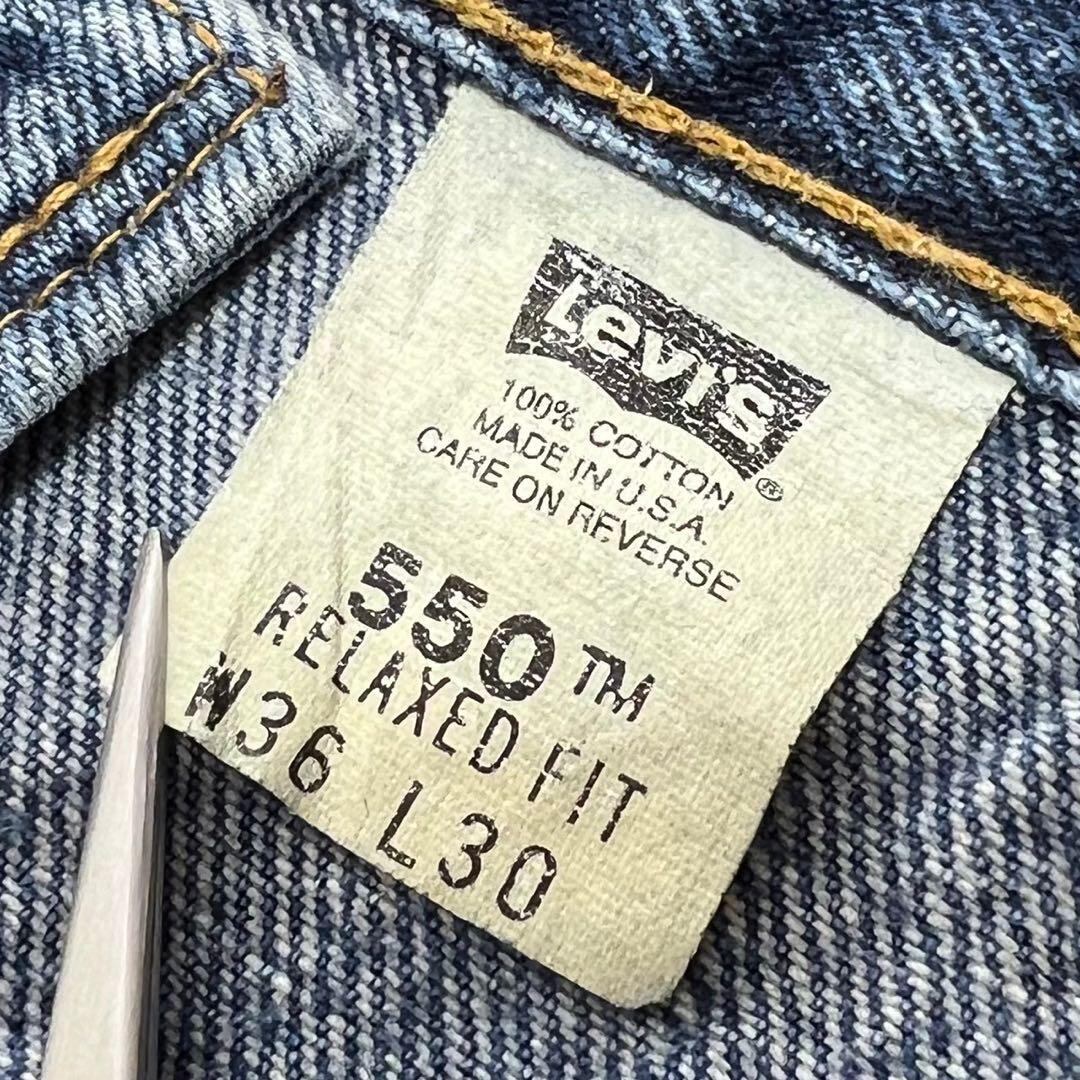 Levi's ®
100% COTTON
MADE IN U.S.A.
CARE ON REVERSE
550™
RELAXED FIT
W36 L30